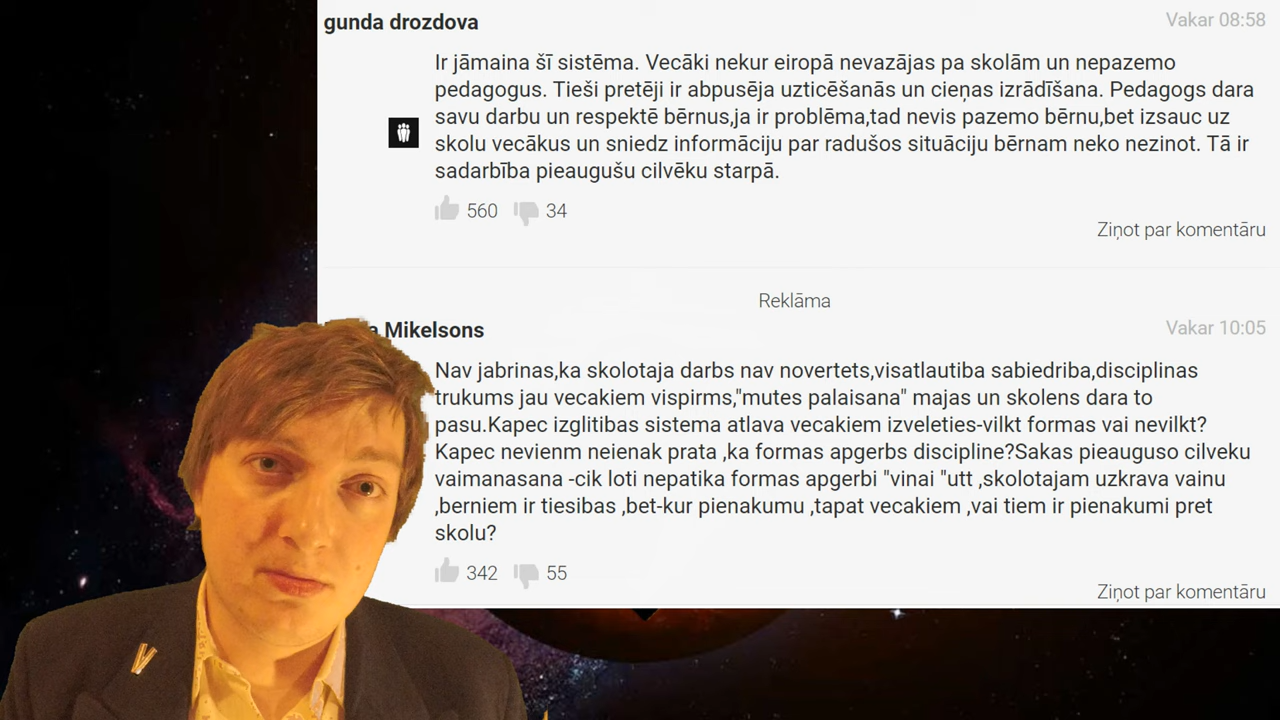 gunda drozdova
Vakar 08:58
Ir jāmaina šī sistēma. Vecāki nekur eiropā nevazājas pa skolām un nepazemo
pedagogus. Tieši pretēji ir abpusēja uzticēšanās un cieņas izrādīšana. Pedagogs dara
savu darbu un respektē bērnus,ja ir problēma,tad nevis pazemo bērnu,bet izsauc uz
skolu vecākus un sniedz informāciju par radušos situāciju bērnam neko nezinot. Tā ir
sadarbība pieaugušu cilvēku starpā.
560 34
Ziņot par komentāru
Reklāma
Mikelsons
Vakar 10:05
Nav jabrinas,ka skolotaja darbs nav novertets,visatlautiba sabiedriba,disciplinas
trukums jau vecakiem vispirms,"mutes palaisana" majas un skolens dara to
pasu.Kapec izglitibas sistema atlava vecakiem izveleties-vilkt formas vai nevilkt?
Kapec nevienm neienak prata ,ka formas apgerbs discipline?Sakas pieauguso cilveku
vaimanasana -cik loti nepatika formas apgerbi "vinai "utt ,skolotajam uzkrava vainu
,berniem ir tiesibas ,bet-kur pienakumu ,tapat vecakiem ,vai tiem ir pienakumi pret
skolu?
342 55
Ziņot par komentāru